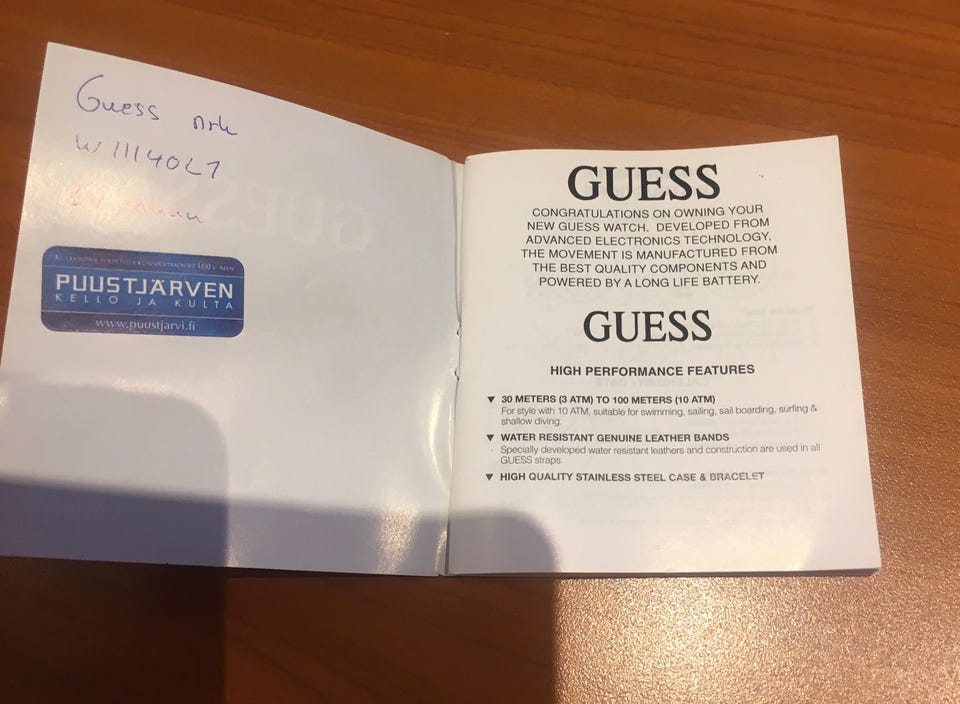 Guess nrk
W11140L1
PUUSTJÄRVEN
KELLO JA KULTA
www.puustjarvi.fi
GUESS
CONGRATULATIONS ON OWNING YOUR
NEW GUESS WATCH. DEVELOPED FROM
ADVANCED ELECTRONICS TECHNOLOGY,
THE MOVEMENT IS MANUFACTURED FROM
THE BEST QUALITY COMPONENTS AND
POWERED BY A LONG LIFE BATTERY.
GUESS
HIGH PERFORMANCE FEATURES
▼ 30 METERS (3 ATM) TO 100 METERS (10 ATM)
For style with 10 ATM, suitable for swimming, sailing, sail boarding, surfing &
shallow diving.
▼ WATER RESISTANT GENUINE LEATHER BANDS
Specially developed water resistant leathers and construction are used in all
GUESS straps.
▼ HIGH QUALITY STAINLESS STEEL CASE & BRACELET